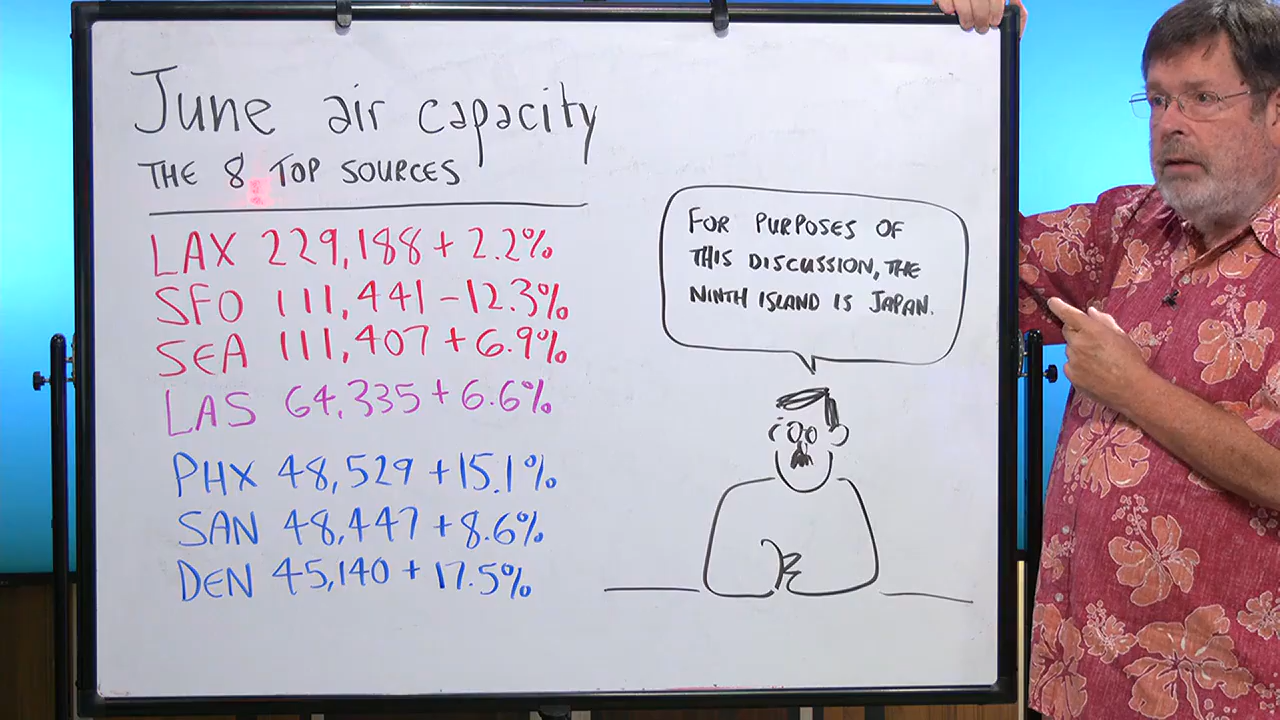 June air capacity
THE 8 TOP SOURCES
LAX 229,188 + 2.2%
SFO 111,441 - 12.3%
SEA 111,407 + 6.9%
LAS 64,335 + 6.6%
PHX 48,529 + 15.1%
SAN 48,447 + 8.6%
DEN 45,140 + 17.5%
FOR PURPOSES OF
THIS DISCUSSION, THE
NINTH ISLAND IS JAPAN.